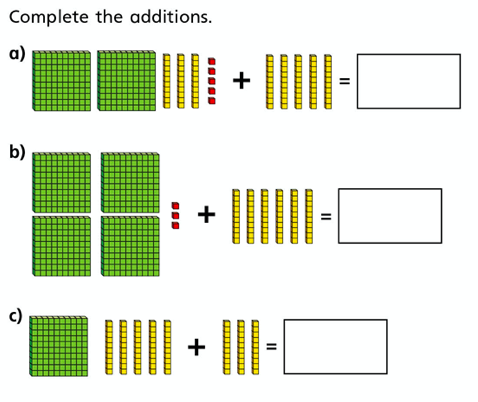 Complete the additions.
a) + =
b) + =
c) + =